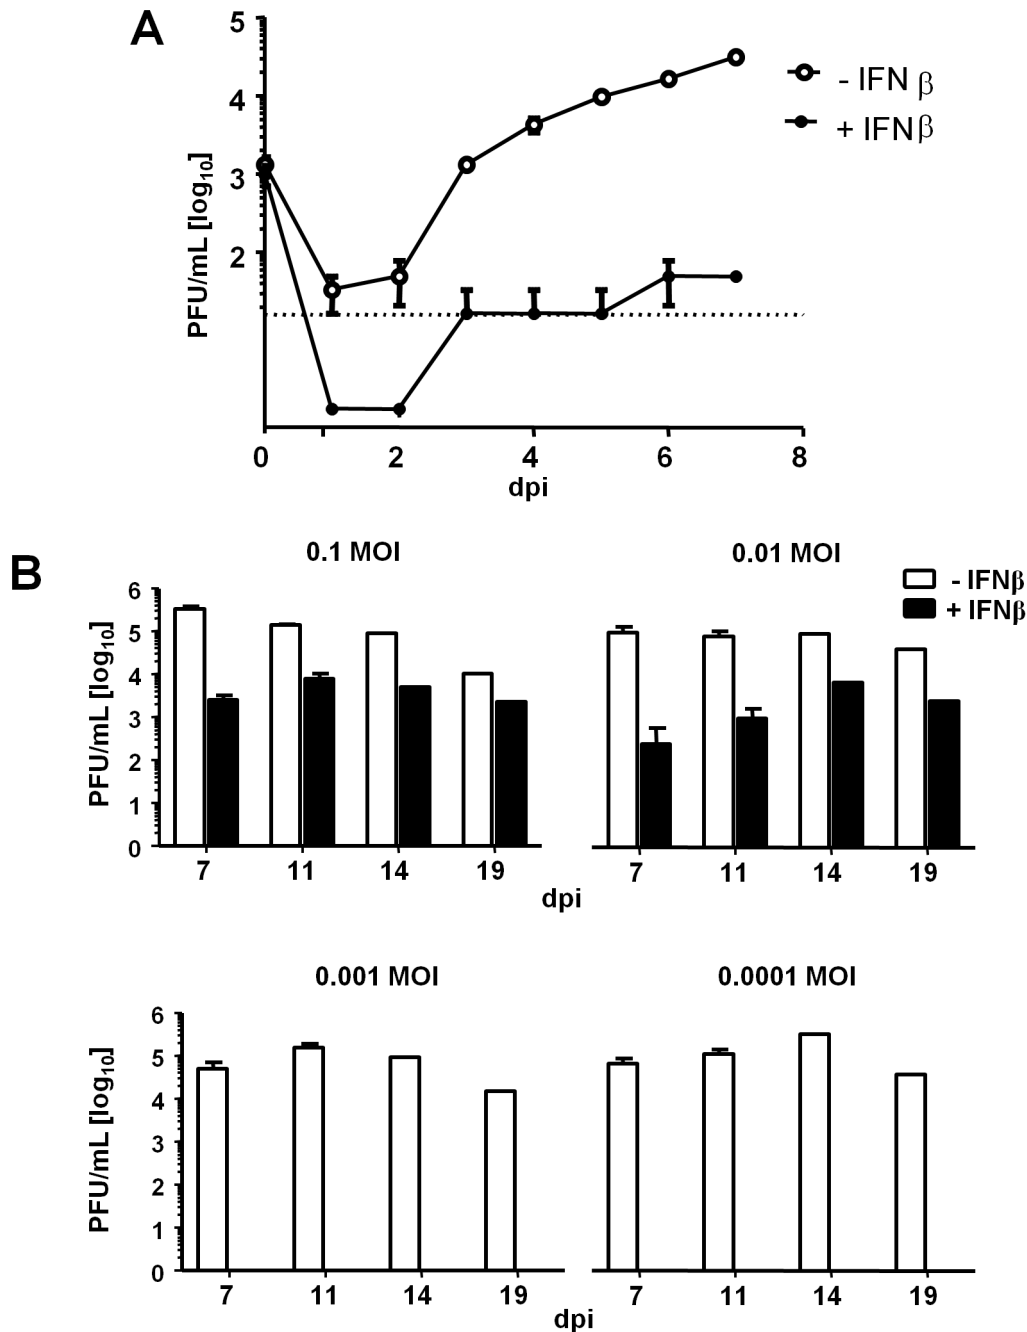 A
5
4
3
2
PFU/mL [log10]
- IFN β
+ IFNβ
0 2 4 6 8
dpi
B
0.1 MOI 0.01 MOI
- IFNβ
+ IFNβ
6
5
4
3
2
1
0
PFU/mL [log10]
7 11 14 19 7 11 14 19
dpi
0.001 MOI 0.0001 MOI
6
5
4
3
2
1
0
PFU/mL [log10]
7 11 14 19 7 11 14 19
dpi